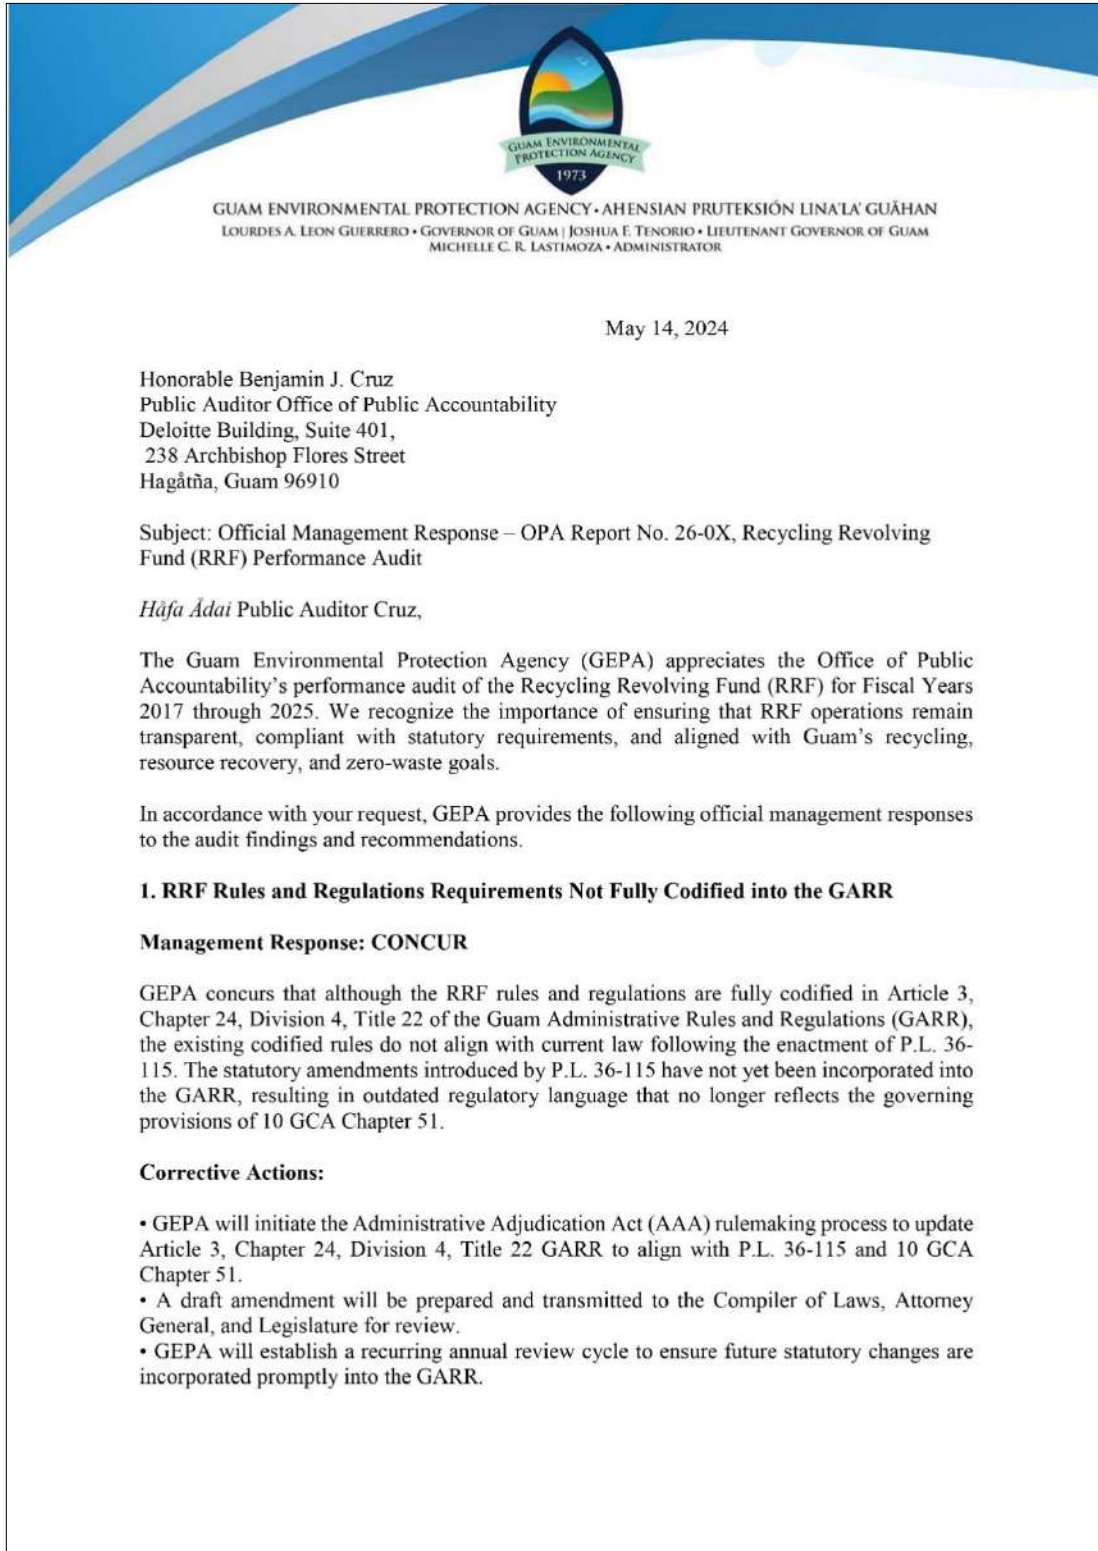 GUAM ENVIRONMENTAL
PROTECTION AGENCY
1973
GUAM ENVIRONMENTAL PROTECTION AGENCY • AHENSIAN PRUTEKSIÓN LINA'LA' GUÅHAN
LOURDES A. LEON GUERRERO • GOVERNOR OF GUAM | JOSHUA F. TENORIO • LIEUTENANT GOVERNOR OF GUAM
MICHELLE C. R. LASTIMOZA • ADMINISTRATOR
May 14, 2024
Honorable Benjamin J. Cruz
Public Auditor Office of Public Accountability
Deloitte Building, Suite 401,
238 Archbishop Flores Street
Hagåtña, Guam 96910
Subject: Official Management Response – OPA Report No. 26-0X, Recycling Revolving
Fund (RRF) Performance Audit
Håfa Ådai Public Auditor Cruz,
The Guam Environmental Protection Agency (GEPA) appreciates the Office of Public
Accountability's performance audit of the Recycling Revolving Fund (RRF) for Fiscal Years
2017 through 2025. We recognize the importance of ensuring that RRF operations remain
transparent, compliant with statutory requirements, and aligned with Guam's recycling,
resource recovery, and zero-waste goals.
In accordance with your request, GEPA provides the following official management responses
to the audit findings and recommendations.
1. RRF Rules and Regulations Requirements Not Fully Codified into the GARR
Management Response: CONCUR
GEPA concurs that although the RRF rules and regulations are fully codified in Article 3,
Chapter 24, Division 4, Title 22 of the Guam Administrative Rules and Regulations (GARR),
the existing codified rules do not align with current law following the enactment of P.L. 36-
115. The statutory amendments introduced by P.L. 36-115 have not yet been incorporated into
the GARR, resulting in outdated regulatory language that no longer reflects the governing
provisions of 10 GCA Chapter 51.
Corrective Actions:
• GEPA will initiate the Administrative Adjudication Act (AAA) rulemaking process to update
Article 3, Chapter 24, Division 4, Title 22 GARR to align with P.L. 36-115 and 10 GCA
Chapter 51.
• A draft amendment will be prepared and transmitted to the Compiler of Laws, Attorney
General, and Legislature for review.
• GEPA will establish a recurring annual review cycle to ensure future statutory changes are
incorporated promptly into the GARR.